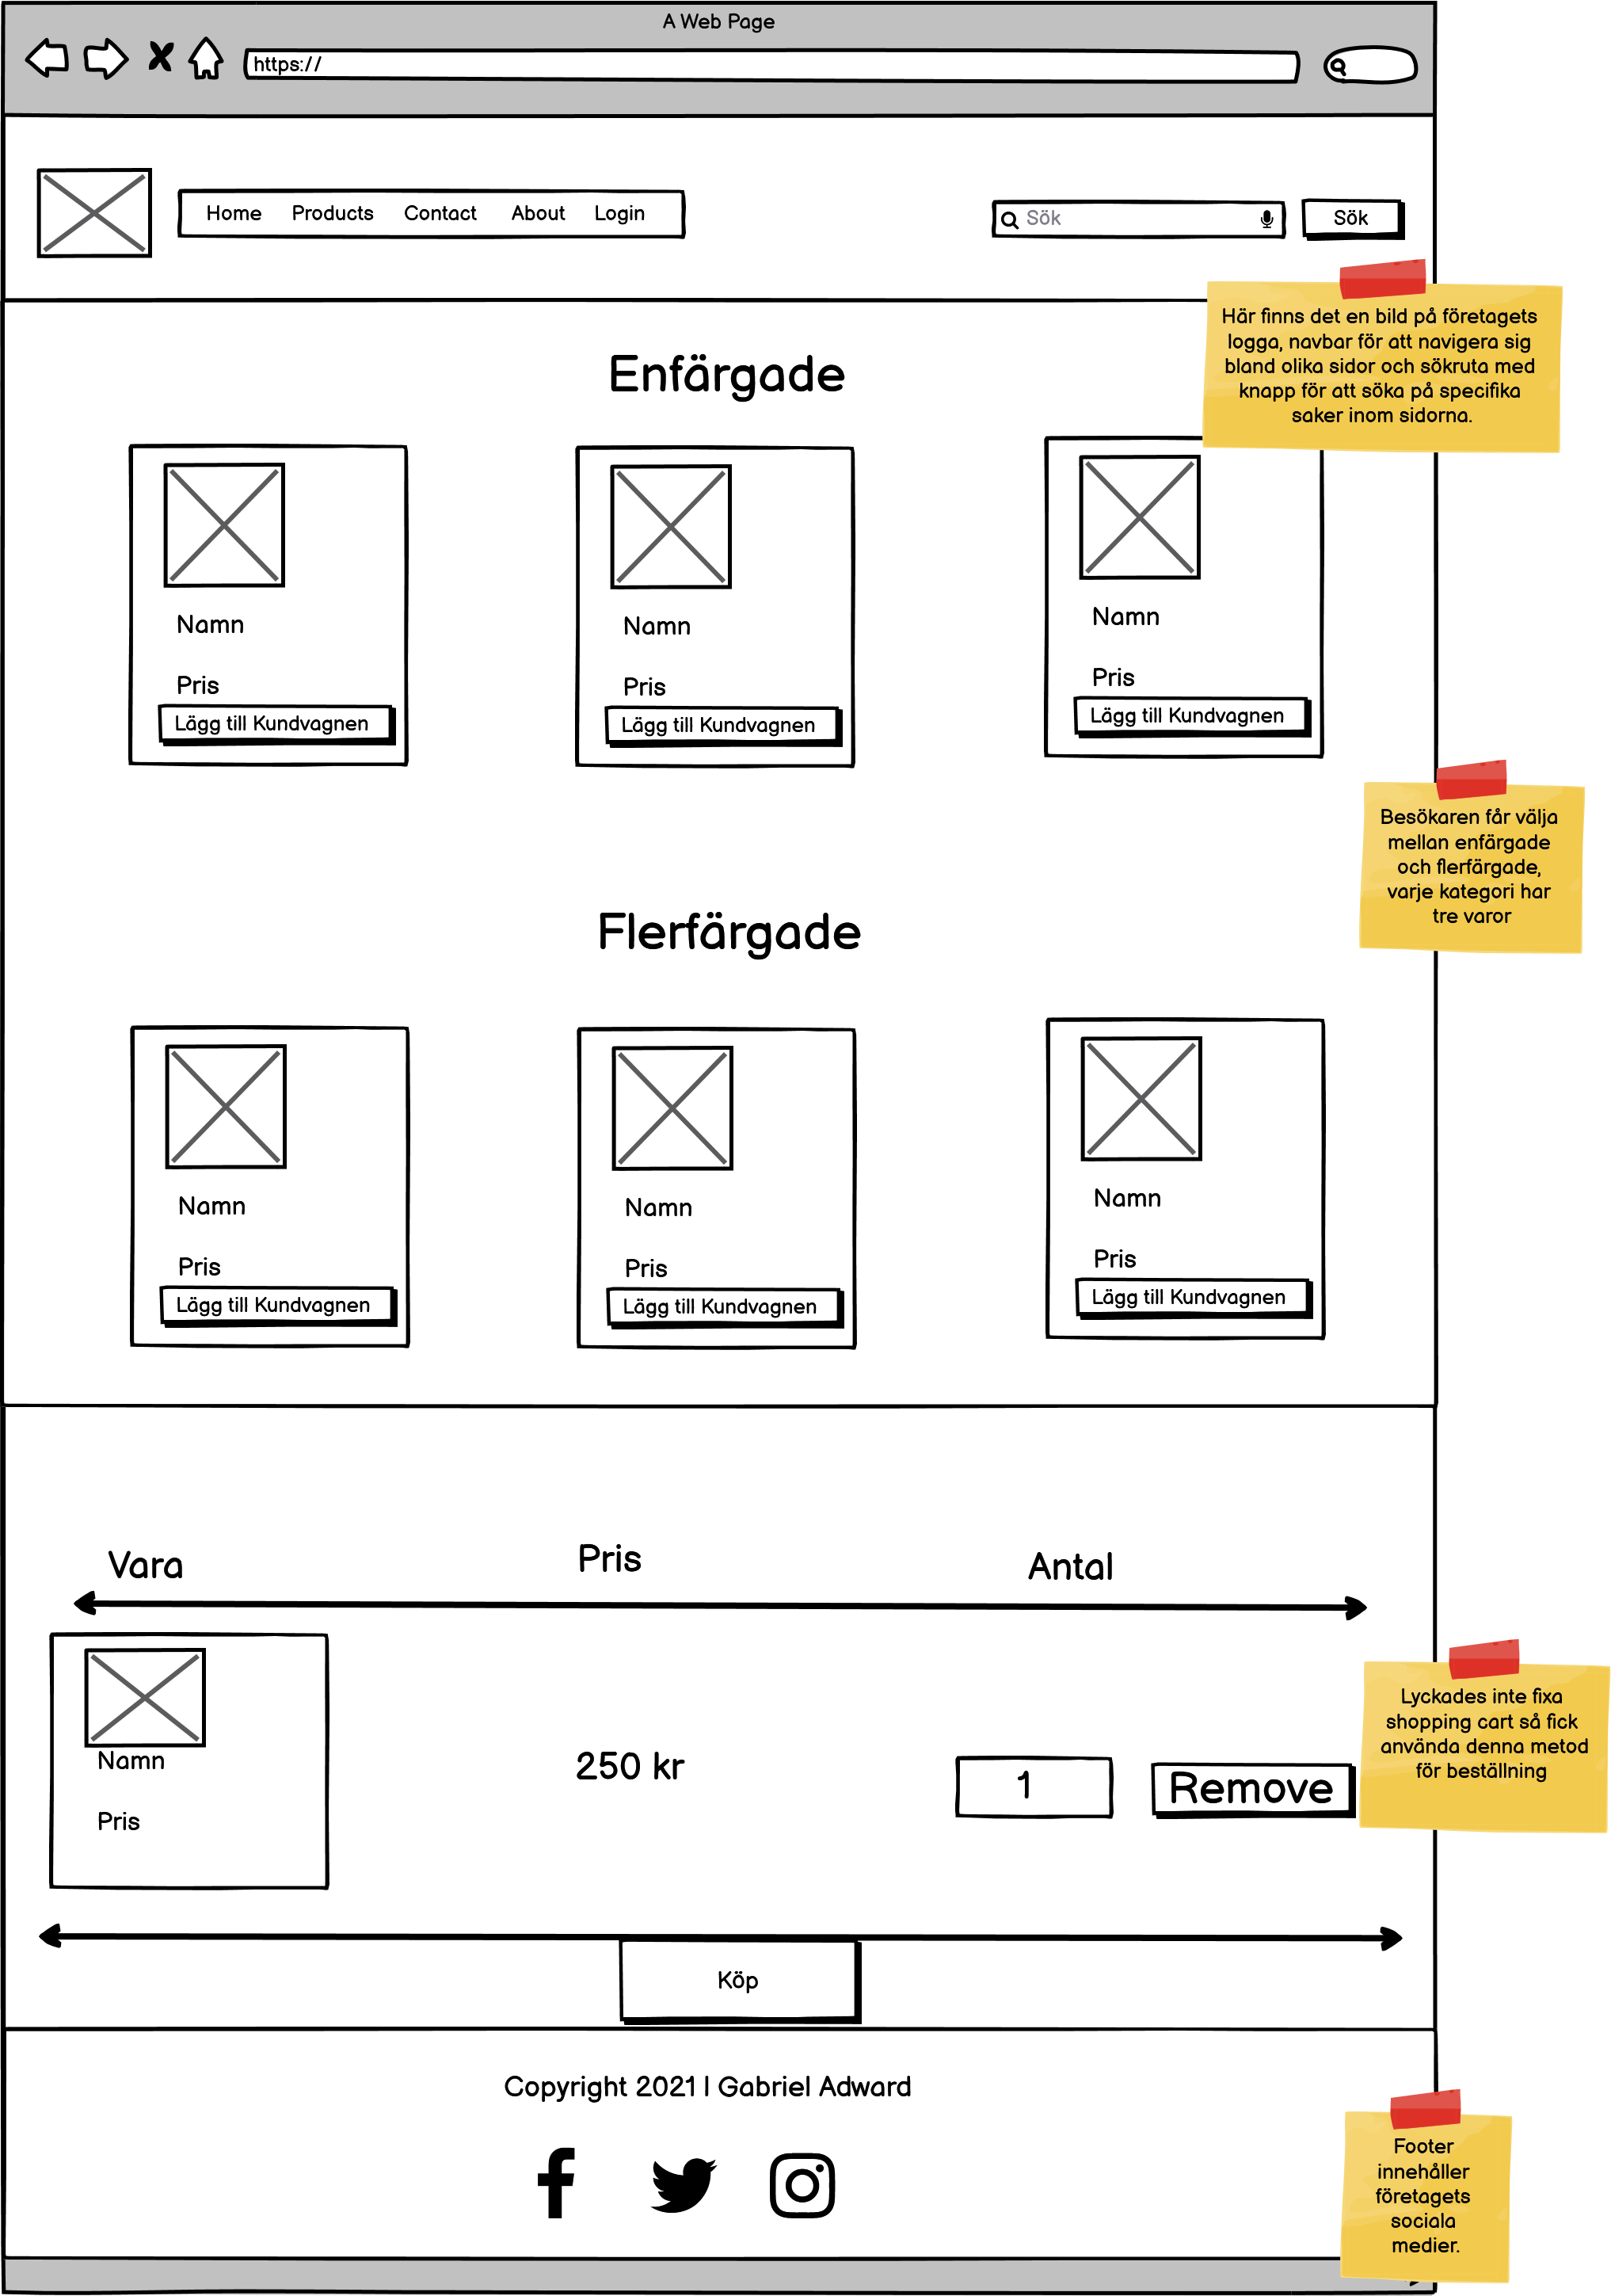 A Web Page
https://
Home Products Contact About Login
Sök
Sök
Här finns det en bild på företagets
logga, navbar för att navigera sig
bland olika sidor och sökruta med
knapp för att söka på specifika
saker inom sidorna.
Enfärgade
Namn
Pris
Lägg till Kundvagnen
Namn
Pris
Lägg till Kundvagnen
Namn
Pris
Lägg till Kundvagnen
Besökaren får välja
mellan enfärgade
och flerfärgade,
varje kategori har
tre varor
Flerfärgade
Namn
Pris
Lägg till Kundvagnen
Namn
Pris
Lägg till Kundvagnen
Namn
Pris
Lägg till Kundvagnen
Vara Pris Antal
Namn
Pris
250 kr
1
Remove
Lyckades inte fixa
shopping cart så fick
använda denna metod
för beställning
Köp
Copyright 2021 | Gabriel Adward
Footer
innehåller
företagets
sociala
medier.